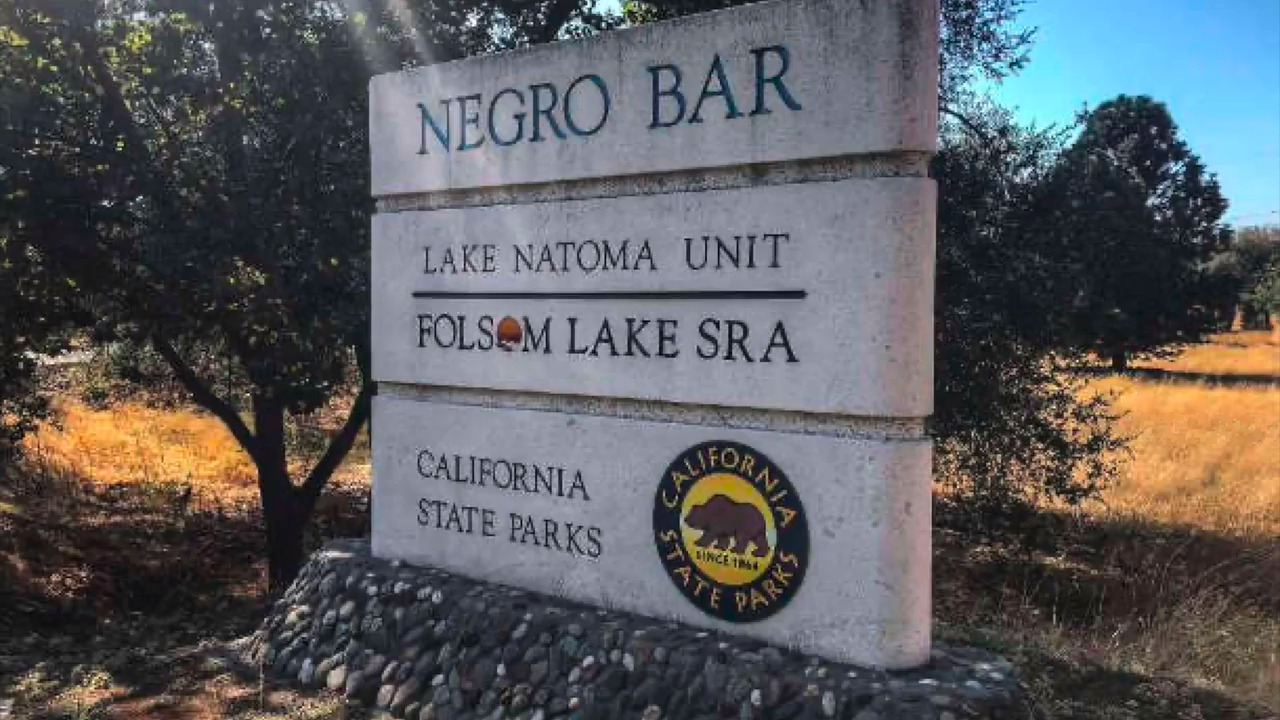 NEGRO BAR
LAKE NATOMA UNIT
FOLSOM LAKE SRA
CALIFORNIA
STATE PARKS
CALIFORNIA
SINCE 1864
STATE PARKS